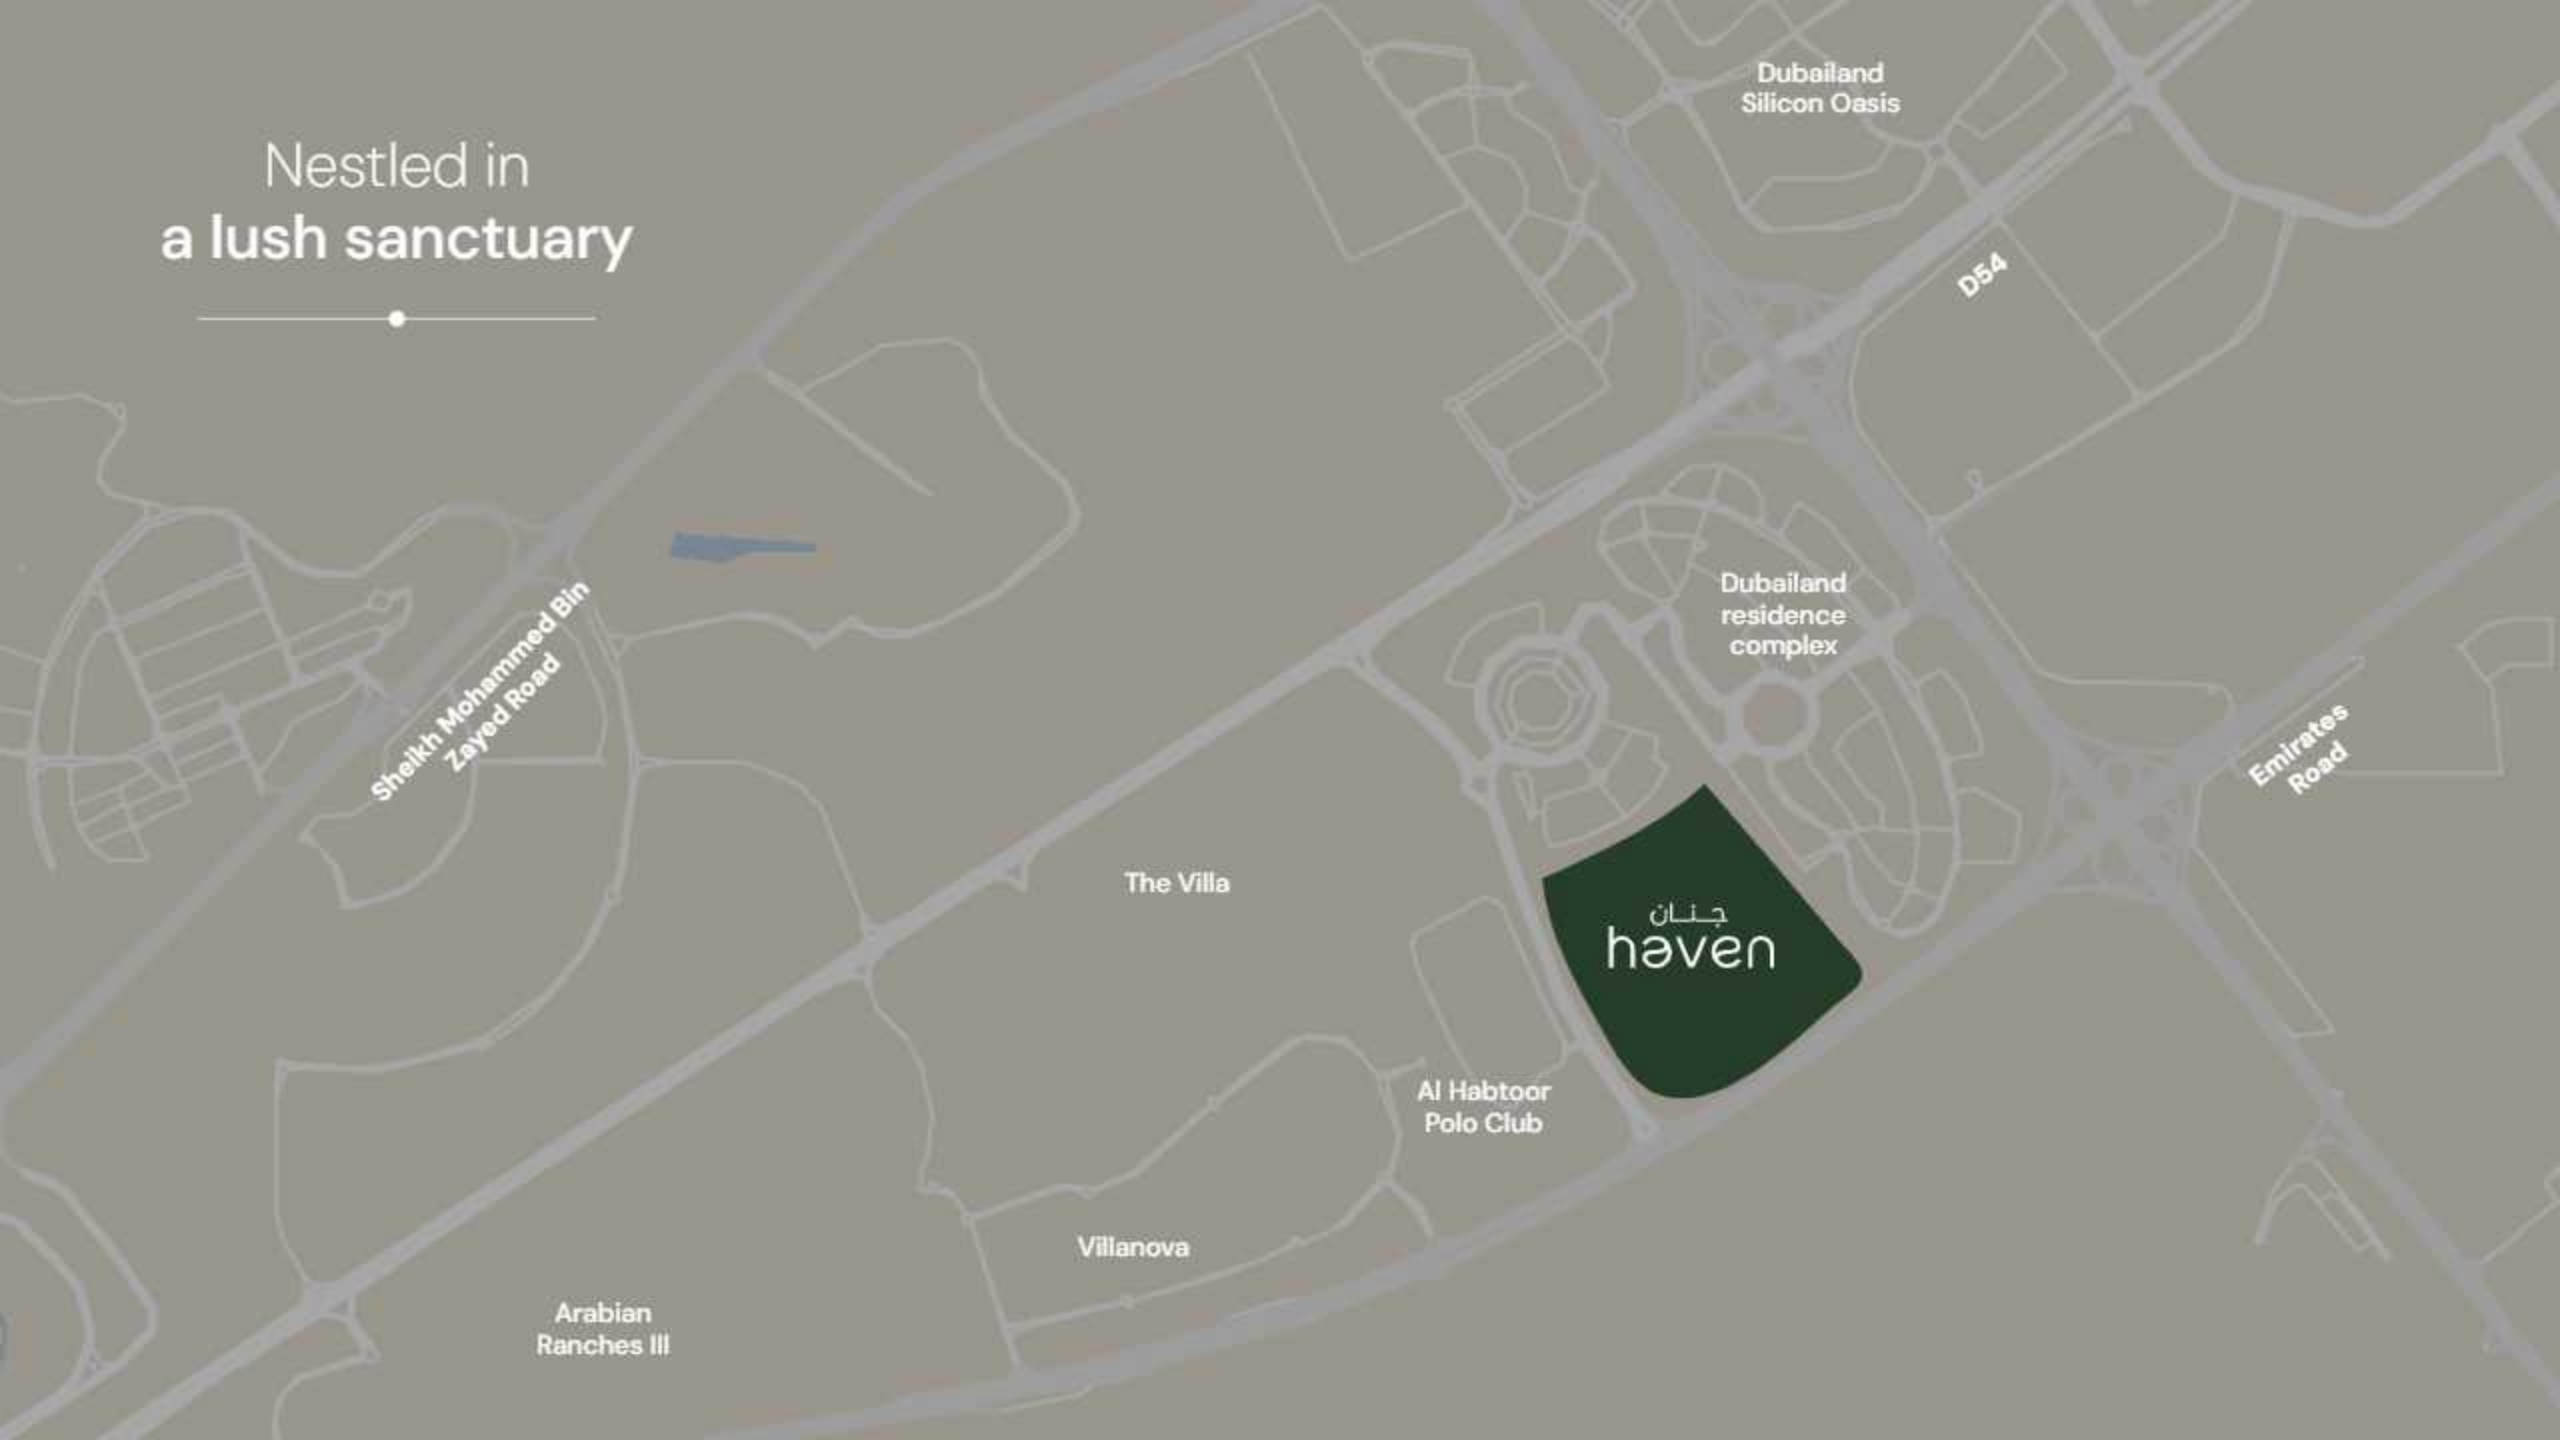 Nestled in
a lush sanctuary
Dubailand
Silicon Oasis
D54
Sheikh Mohammed Bin
Zayed Road
Dubailand
residence
complex
Emirates
Road
The Villa
جنان
haven
Al Habtoor
Polo Club
Villanova
Arabian
Ranches III